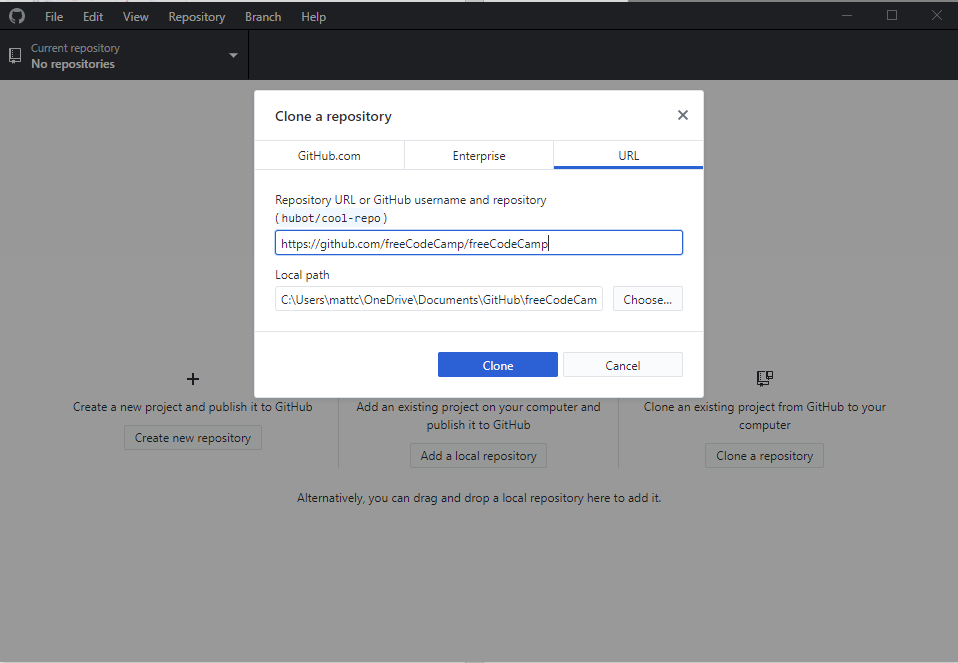 File Edit View Repository Branch Help
Current repository
No repositories
Clone a repository
GitHub.com Enterprise URL
Repository URL or GitHub username and repository
(hubot/cool-repo)
https://github.com/freeCodeCamp/freeCodeCamp
Local path
C:\Users\mattc\OneDrive\Documents\GitHub\freeCodeCam Choose...
Clone Cancel
Create a new project and publish it to GitHub
Create new repository
Add an existing project on your computer and
publish it to GitHub
Add a local repository
Clone an existing project from GitHub to your
computer
Clone a repository
Alternatively, you can drag and drop a local repository here to add it.